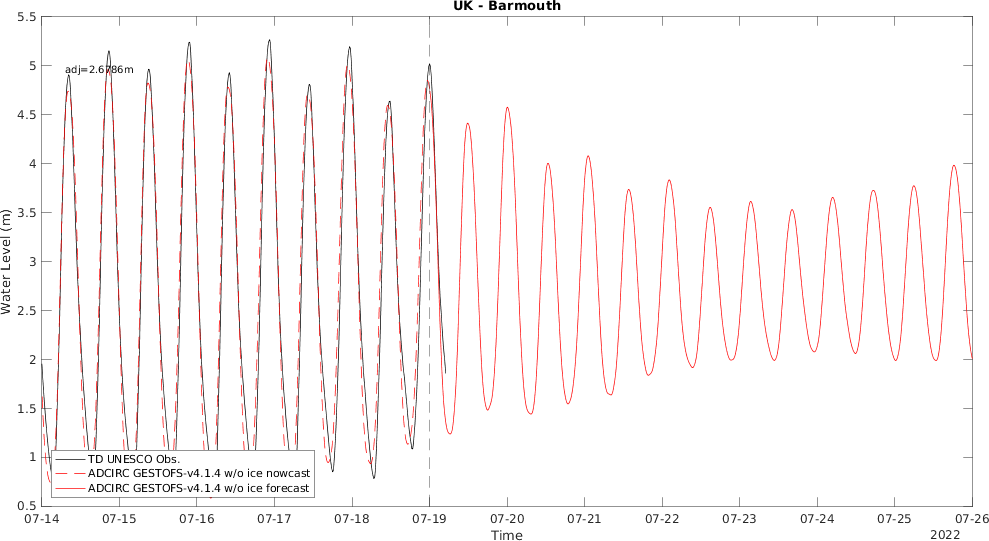 UK - Barmouth
5.5
5
4.5
4
3.5
3
2.5
2
1.5
1
0.5
Water Level (m)
adj=2.6786m
TD UNESCO Obs.
ADCIRC GESTOFS-v4.1.4 w/o ice nowcast
ADCIRC GESTOFS-v4.1.4 w/o ice forecast
07-14 07-15 07-16 07-17 07-18 07-19 07-20 07-21 07-22 07-23 07-24 07-25 07-26
Time
2022